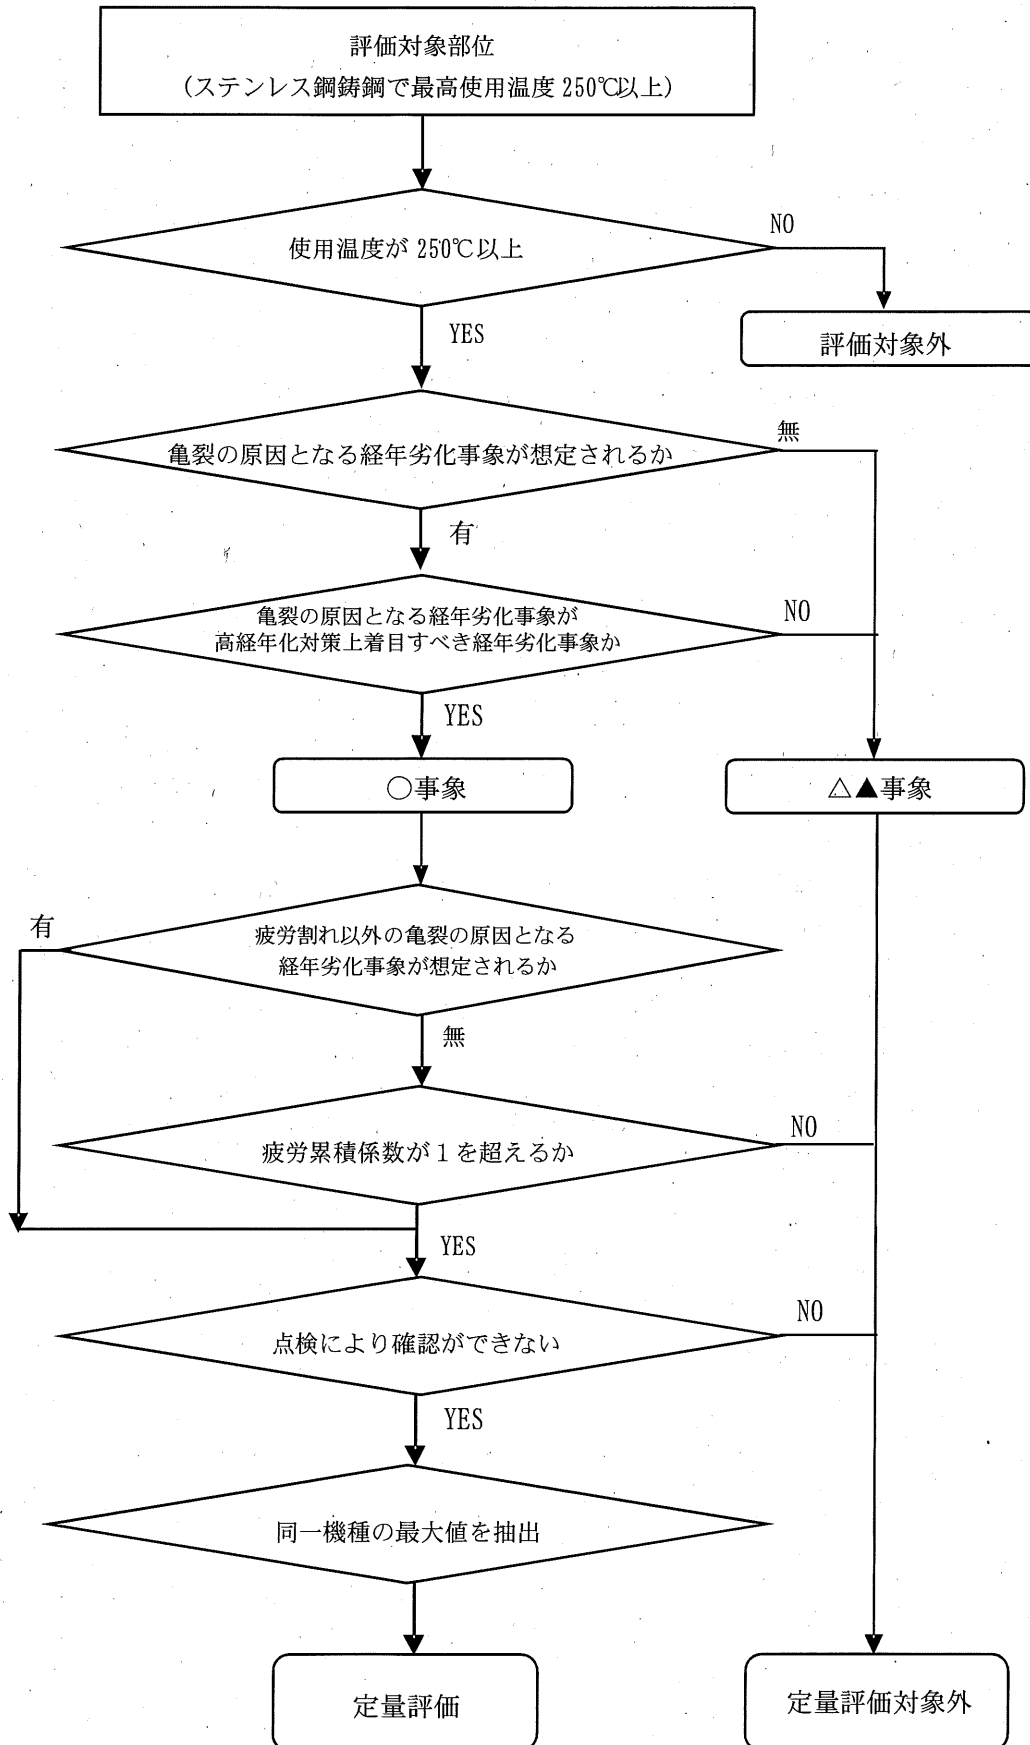 評価対象部位
(ステンレス鋼鋳鋼で最高使用温度 250℃以上)
使用温度が 250℃以上
NO
評価対象外
YES
亀裂の原因となる経年劣化事象が想定されるか
無
有
亀裂の原因となる経年劣化事象が
高経年化対策上着目すべき経年劣化事象か
NO
YES
○事象
△▲事象
有
疲労割れ以外の亀裂の原因となる
経年劣化事象が想定されるか
無
疲労累積係数が1を超えるか
NO
YES
点検により確認ができない
NO
YES
同一機種の最大値を抽出
定量評価
定量評価対象外